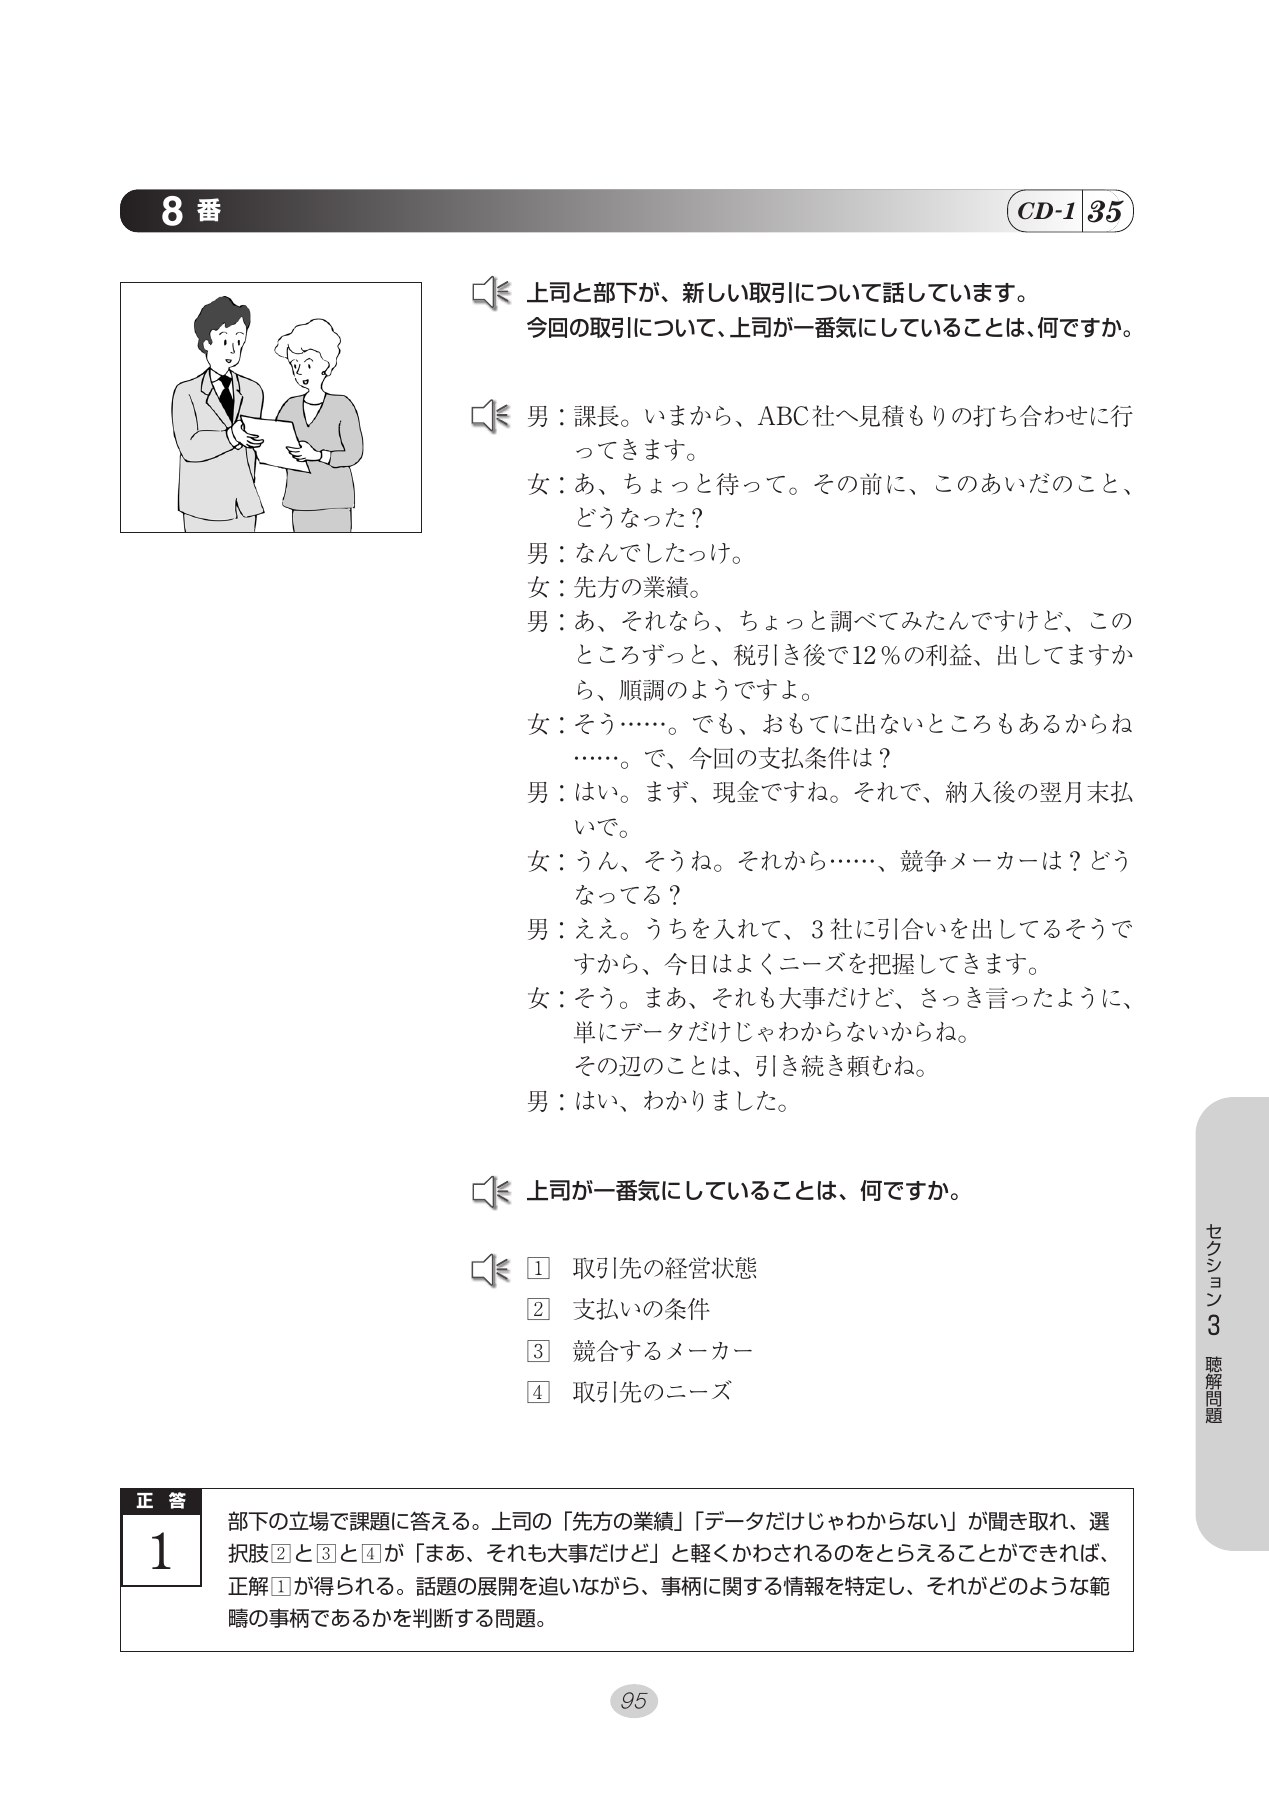 8 番
CD-1 35
上司と部下が、新しい取引について話しています。
今回の取引について、上司が一番気にしていることは、何ですか。
男：課長。いまから、ABC社へ見積もりの打ち合わせに行
ってきます。
女：あ、ちょっと待って。その前に、このあいだのこと、
どうなった？
男：なんでしたっけ。
女：先方の業績。
男：あ、それなら、ちょっと調べてみたんですけど、この
ところずっと、税引き後で12％の利益、出してますか
ら、順調のようですよ。
女：そう……。でも、おもてに出ないところもあるからね
……。で、今回の支払条件は？
男：はい。まず、現金ですね。それで、納入後の翌月末払
いで。
女：うん、そうね。それから……、競争メーカーは？どう
なってる？
男：ええ。うちを入れて、３社に引合いを出してるそうで
すから、今日はよくニーズを把握してきます。
女：そう。まあ、それも大事だけど、さっき言ったように、
単にデータだけじゃわからないからね。
その辺のことは、引き続き頼むね。
男：はい、わかりました。
上司が一番気にしていることは、何ですか。
1 取引先の経営状態
2 支払いの条件
3 競合するメーカー
4 取引先のニーズ
セクション 3 聴解問題
正 答
1
部下の立場で課題に答える。上司の「先方の業績」「データだけじゃわからない」が聞き取れ、選
択肢2と3と4が「まあ、それも大事だけど」と軽くかわされるのをとらえることができれば、
正解1が得られる。話題の展開を追いながら、事柄に関する情報を特定し、それがどのような範
疇の事柄であるかを判断する問題。
95